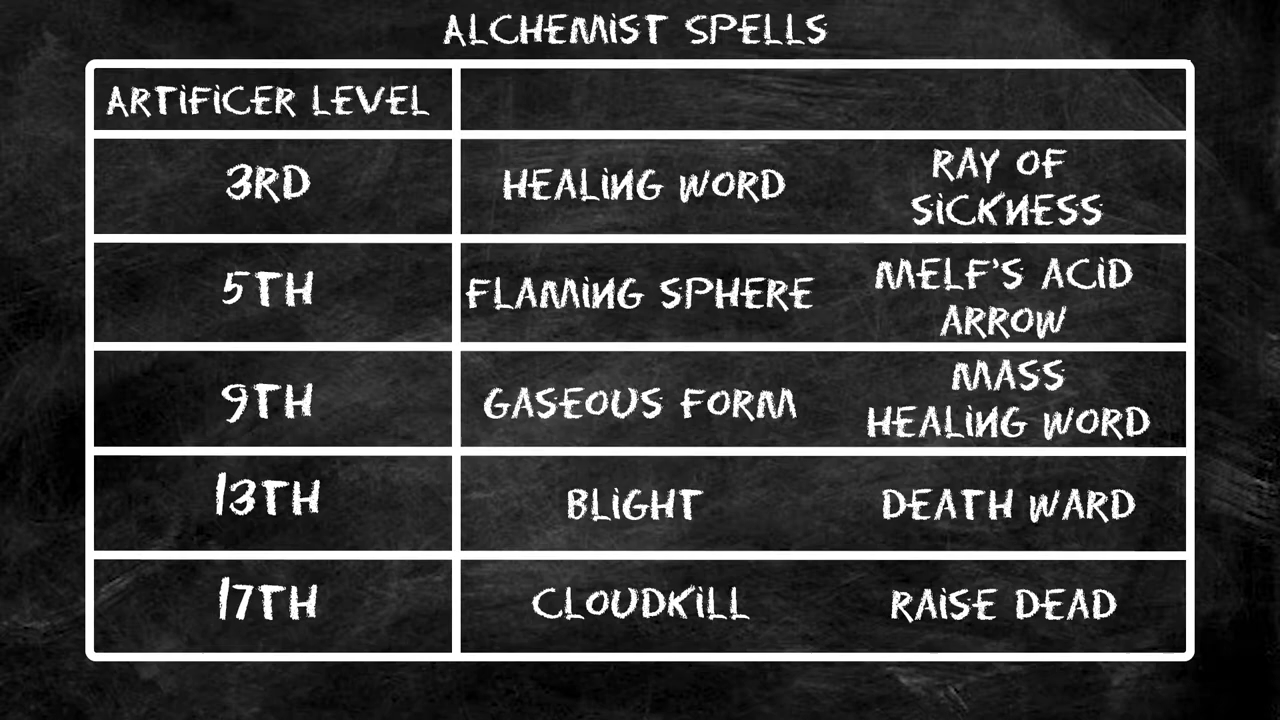 ALCHEMIST SPELLS
ARTIFICER LEVEL
3RD HEALING WORD RAY OF
SICKNESS
5TH FLAMING SPHERE MELF'S ACID
ARROW
9TH GASEOUS FORM MASS
HEALING WORD
13TH BLIGHT DEATH WARD
17TH CLOUDKILL RAISE DEAD